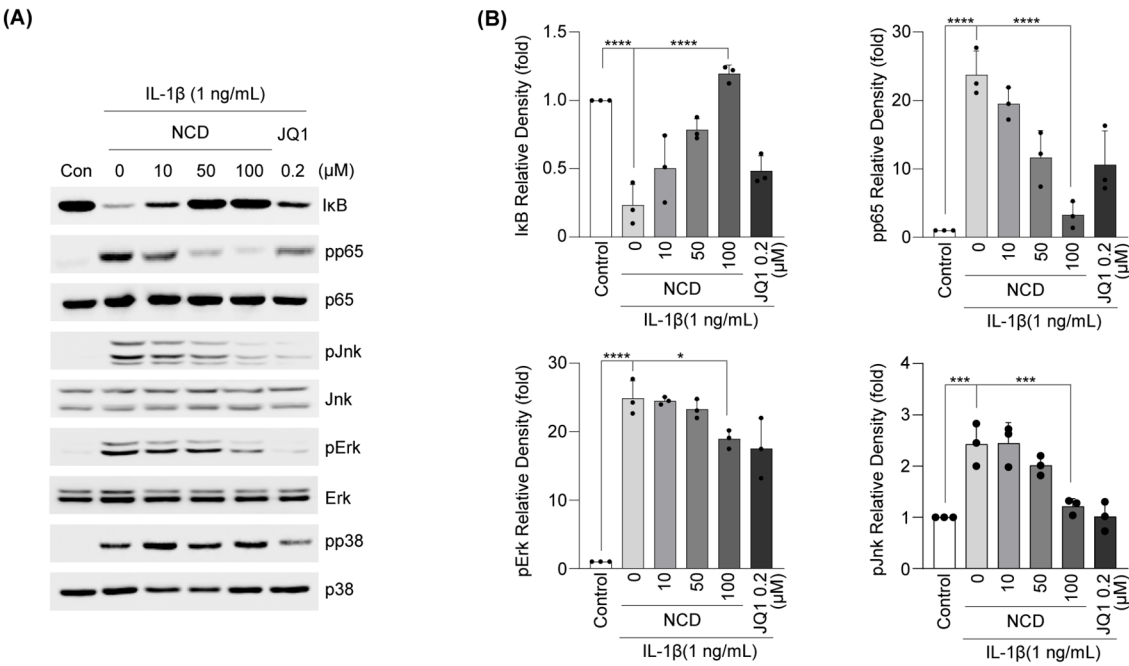 (A)
IL-1β (1 ng/mL)
NCD JQ1
Con 0 10 50 100 0.2 (μM)
IκB
pp65
p65
pJnk
Jnk
pErk
Erk
pp38
p38
(B)
IκB Relative Density (fold)
1.5
1.0
0.5
0.0
**** ****
Control 0 10 50 100 JQ1 0.2 (μM)
NCD
IL-1β(1 ng/mL)
pp65 Relative Density (fold)
30
20
10
0
**** ****
Control 0 10 50 100 JQ1 0.2 (μM)
NCD
IL-1β(1 ng/mL)
pErk Relative Density (fold)
30
20
10
0
**** *
Control 0 10 50 100 JQ1 0.2 (μM)
NCD
IL-1β(1 ng/mL)
pJnk Relative Density (fold)
4
3
2
1
0
*** ***
Control 0 10 50 100 JQ1 0.2 (μM)
NCD
IL-1β(1 ng/mL)